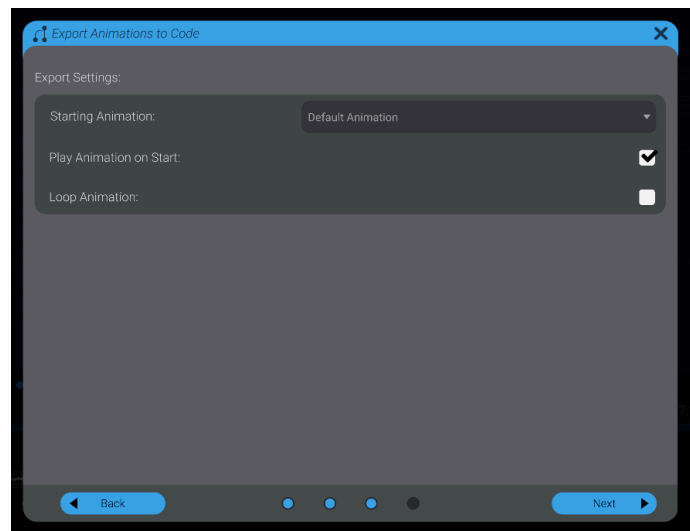 Export Animations to Code
Export Settings:
Starting Animation:
Default Animation
Play Animation on Start:
Loop Animation:
Back
Next